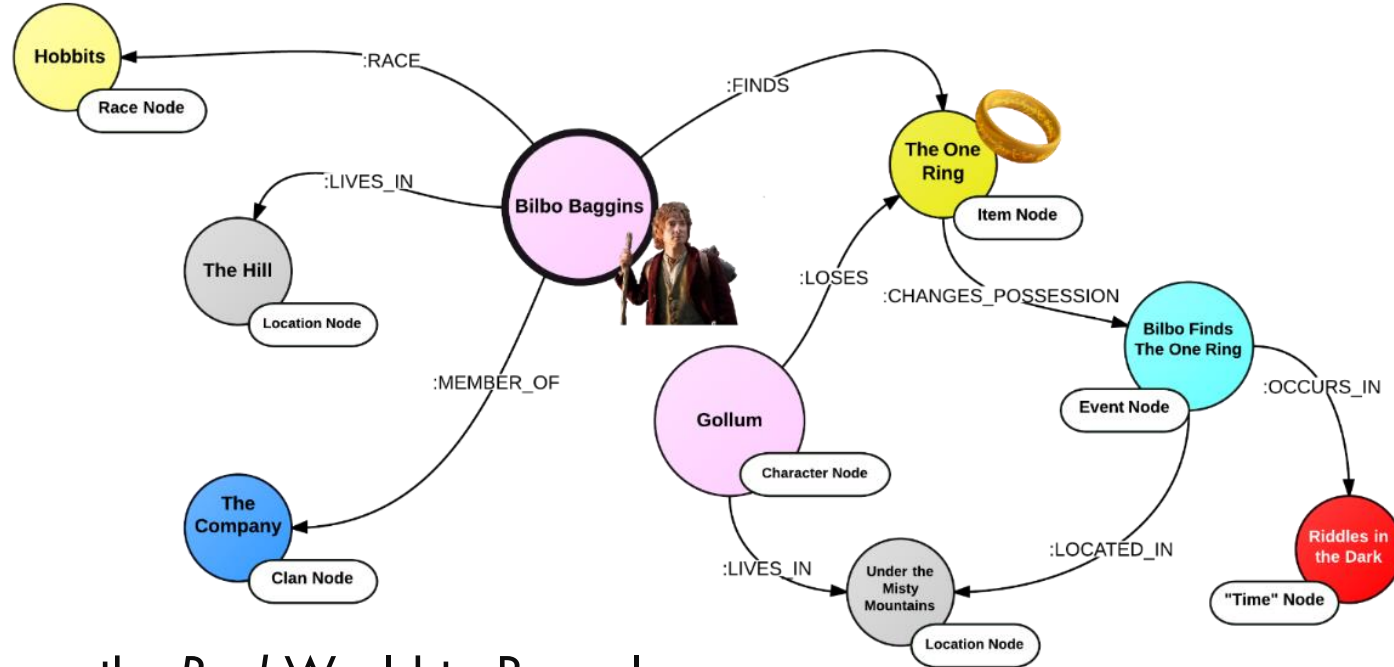 Hobbits
Race Node
:RACE
:FINDS
The One
Ring
Item Node
:LIVES_IN
Bilbo Baggins
The Hill
Location Node
:LOSES
:CHANGES_POSSESSION
Bilbo Finds
The One Ring
Event Node
:OCCURS_IN
:MEMBER_OF
Gollum
Character Node
The
Company
Clan Node
:LIVES_IN
:LOCATED_IN
Under the
Misty
Mountains
Location Node
Riddles in
the Dark
"Time" Node
World